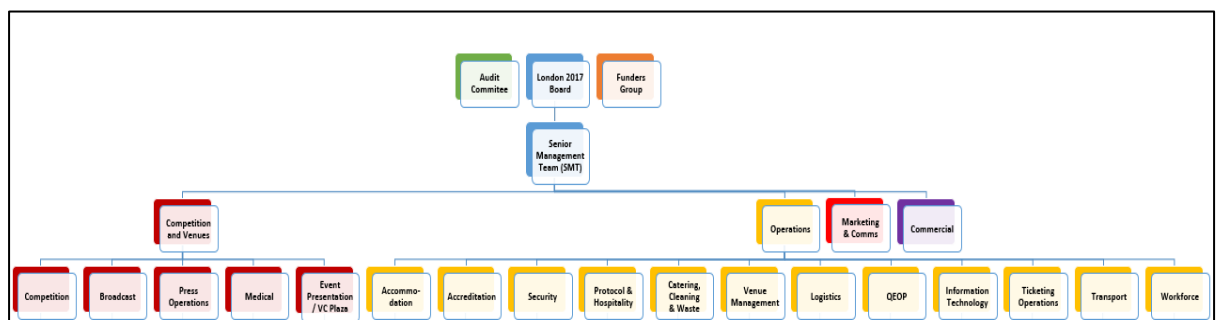 Audit
Commitee
London 2017
Board
Funders
Group
Senior
Management
Team (SMT)
Competition
and Venues
Operations
Marketing
& Comms
Commercial
Competition
Broadcast
Press
Operations
Medical
Event
Presentation
/ VC Plaza
Accommo-
dation
Accreditation
Security
Protocol &
Hospitality
Catering,
Cleaning
& Waste
Venue
Management
Logistics
QEOP
Information
Technology
Ticketing
Operations
Transport
Workforce